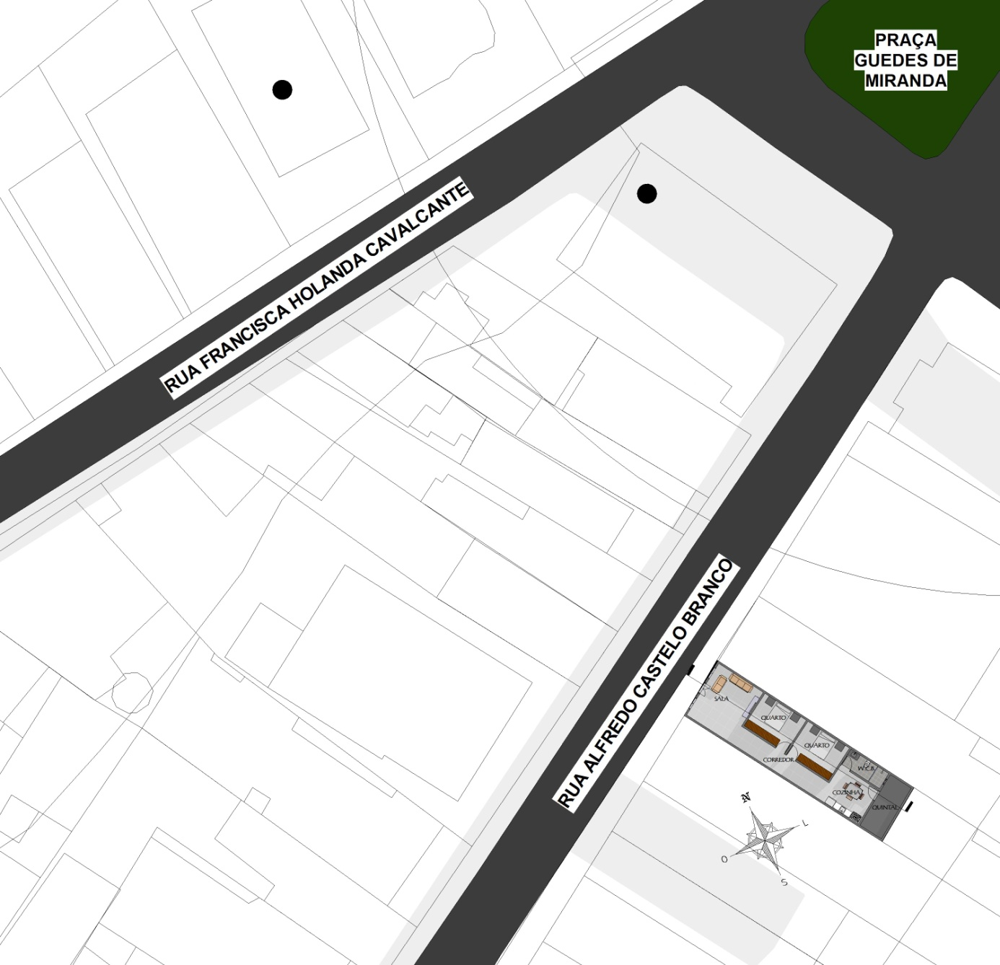 PRAÇA
GUEDES DE
MIRANDA
RUA FRANCISCA HOLANDA CAVALCANTE
RUA ALFREDO CASTELO BRANCO
SALA
QUARTO
QUARTO
CORREDOR
W.C.B.
COZINHA
QUINTAL
N
L
O
S